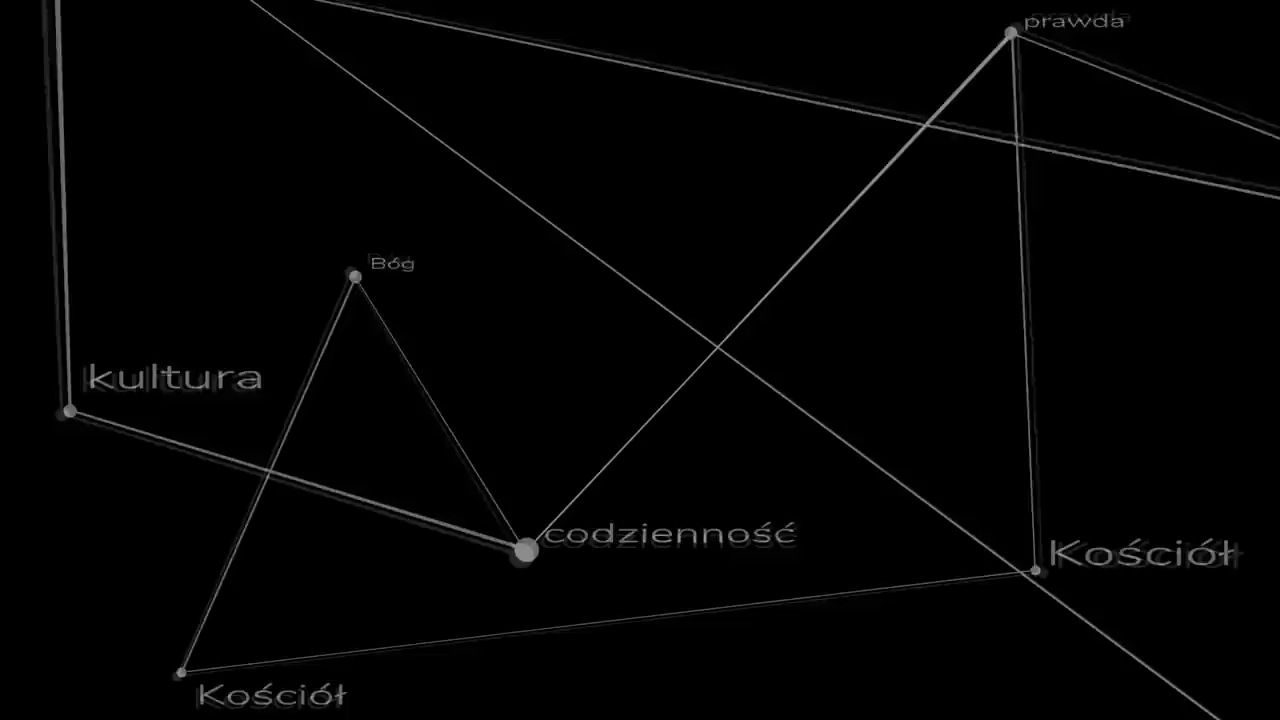 prawda
Bóg
kultura
codzienność
Kościół
Kościół